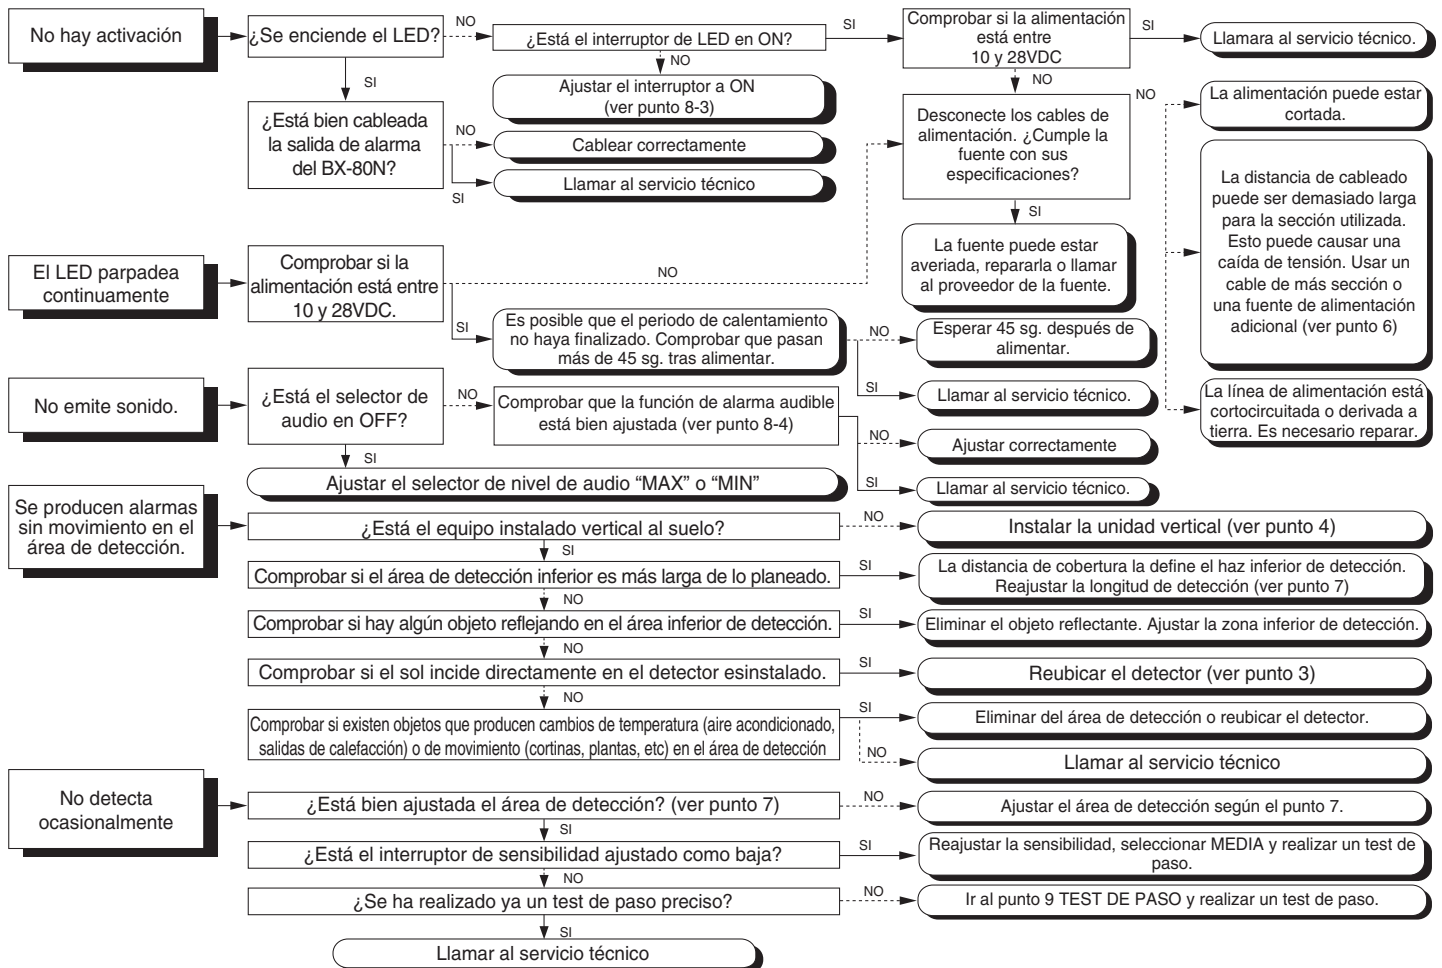 No hay activación
¿Se enciende el LED?
NO
¿Está el interruptor de LED en ON?
SI
Comprobar si la alimentación
está entre
10 y 28VDC
SI
Llamara al servicio técnico.
SI
NO
NO
Ajustar el interruptor a ON
(ver punto 8-3)
¿Está bien cableada
la salida de alarma
del BX-80N?
NO
Cablear correctamente
SI
Llamar al servicio técnico
Desconecte los cables de
alimentación. ¿Cumple la
fuente con sus
especificaciones?
NO
La alimentación puede estar
cortada.
La distancia de cableado
puede ser demasiado larga
para la sección utilizada.
Esto puede causar una
caída de tensión. Usar un
cable de más sección o
una fuente de alimentación
adicional (ver punto 6)
La línea de alimentación está
cortocircuitada o derivada a
tierra. Es necesario reparar.
SI
La fuente puede estar
averiada, repararla o llamar
al proveedor de la fuente.
El LED parpadea
continuamente
Comprobar si la
alimentación está entre
10 y 28VDC.
NO
SI
Es posible que el periodo de calentamiento
no haya finalizado. Comprobar que pasan
más de 45 sg. tras alimentar.
NO
Esperar 45 sg. después de
alimentar.
SI
Llamar al servicio técnico.
No emite sonido.
¿Está el selector de
audio en OFF?
NO
Comprobar que la función de alarma audible
está bien ajustada (ver punto 8-4)
NO
Ajustar correctamente
SI
Llamar al servicio técnico.
SI
Ajustar el selector de nivel de audio “MAX” o “MIN”
Se producen alarmas
sin movimiento en el
área de detección.
¿Está el equipo instalado vertical al suelo?
NO
Instalar la unidad vertical (ver punto 4)
SI
Comprobar si el área de detección inferior es más larga de lo planeado.
SI
La distancia de cobertura la define el haz inferior de detección.
Reajustar la longitud de detección (ver punto 7)
NO
Comprobar si hay algún objeto reflejando en el área inferior de detección.
SI
Eliminar el objeto reflectante. Ajustar la zona inferior de detección.
NO
Comprobar si el sol incide directamente en el detector esinstalado.
SI
Reubicar el detector (ver punto 3)
NO
Comprobar si existen objetos que producen cambios de temperatura (aire acondicionado,
salidas de calefacción) o de movimiento (cortinas, plantas, etc) en el área de detección
SI
Eliminar del área de detección o reubicar el detector.
NO
Llamar al servicio técnico
No detecta
ocasionalmente
¿Está bien ajustada el área de detección? (ver punto 7)
NO
Ajustar el área de detección según el punto 7.
SI
¿Está el interruptor de sensibilidad ajustado como baja?
SI
Reajustar la sensibilidad, seleccionar MEDIA y realizar un test de
paso.
NO
¿Se ha realizado ya un test de paso preciso?
NO
Ir al punto 9 TEST DE PASO y realizar un test de paso.
SI
Llamar al servicio técnico